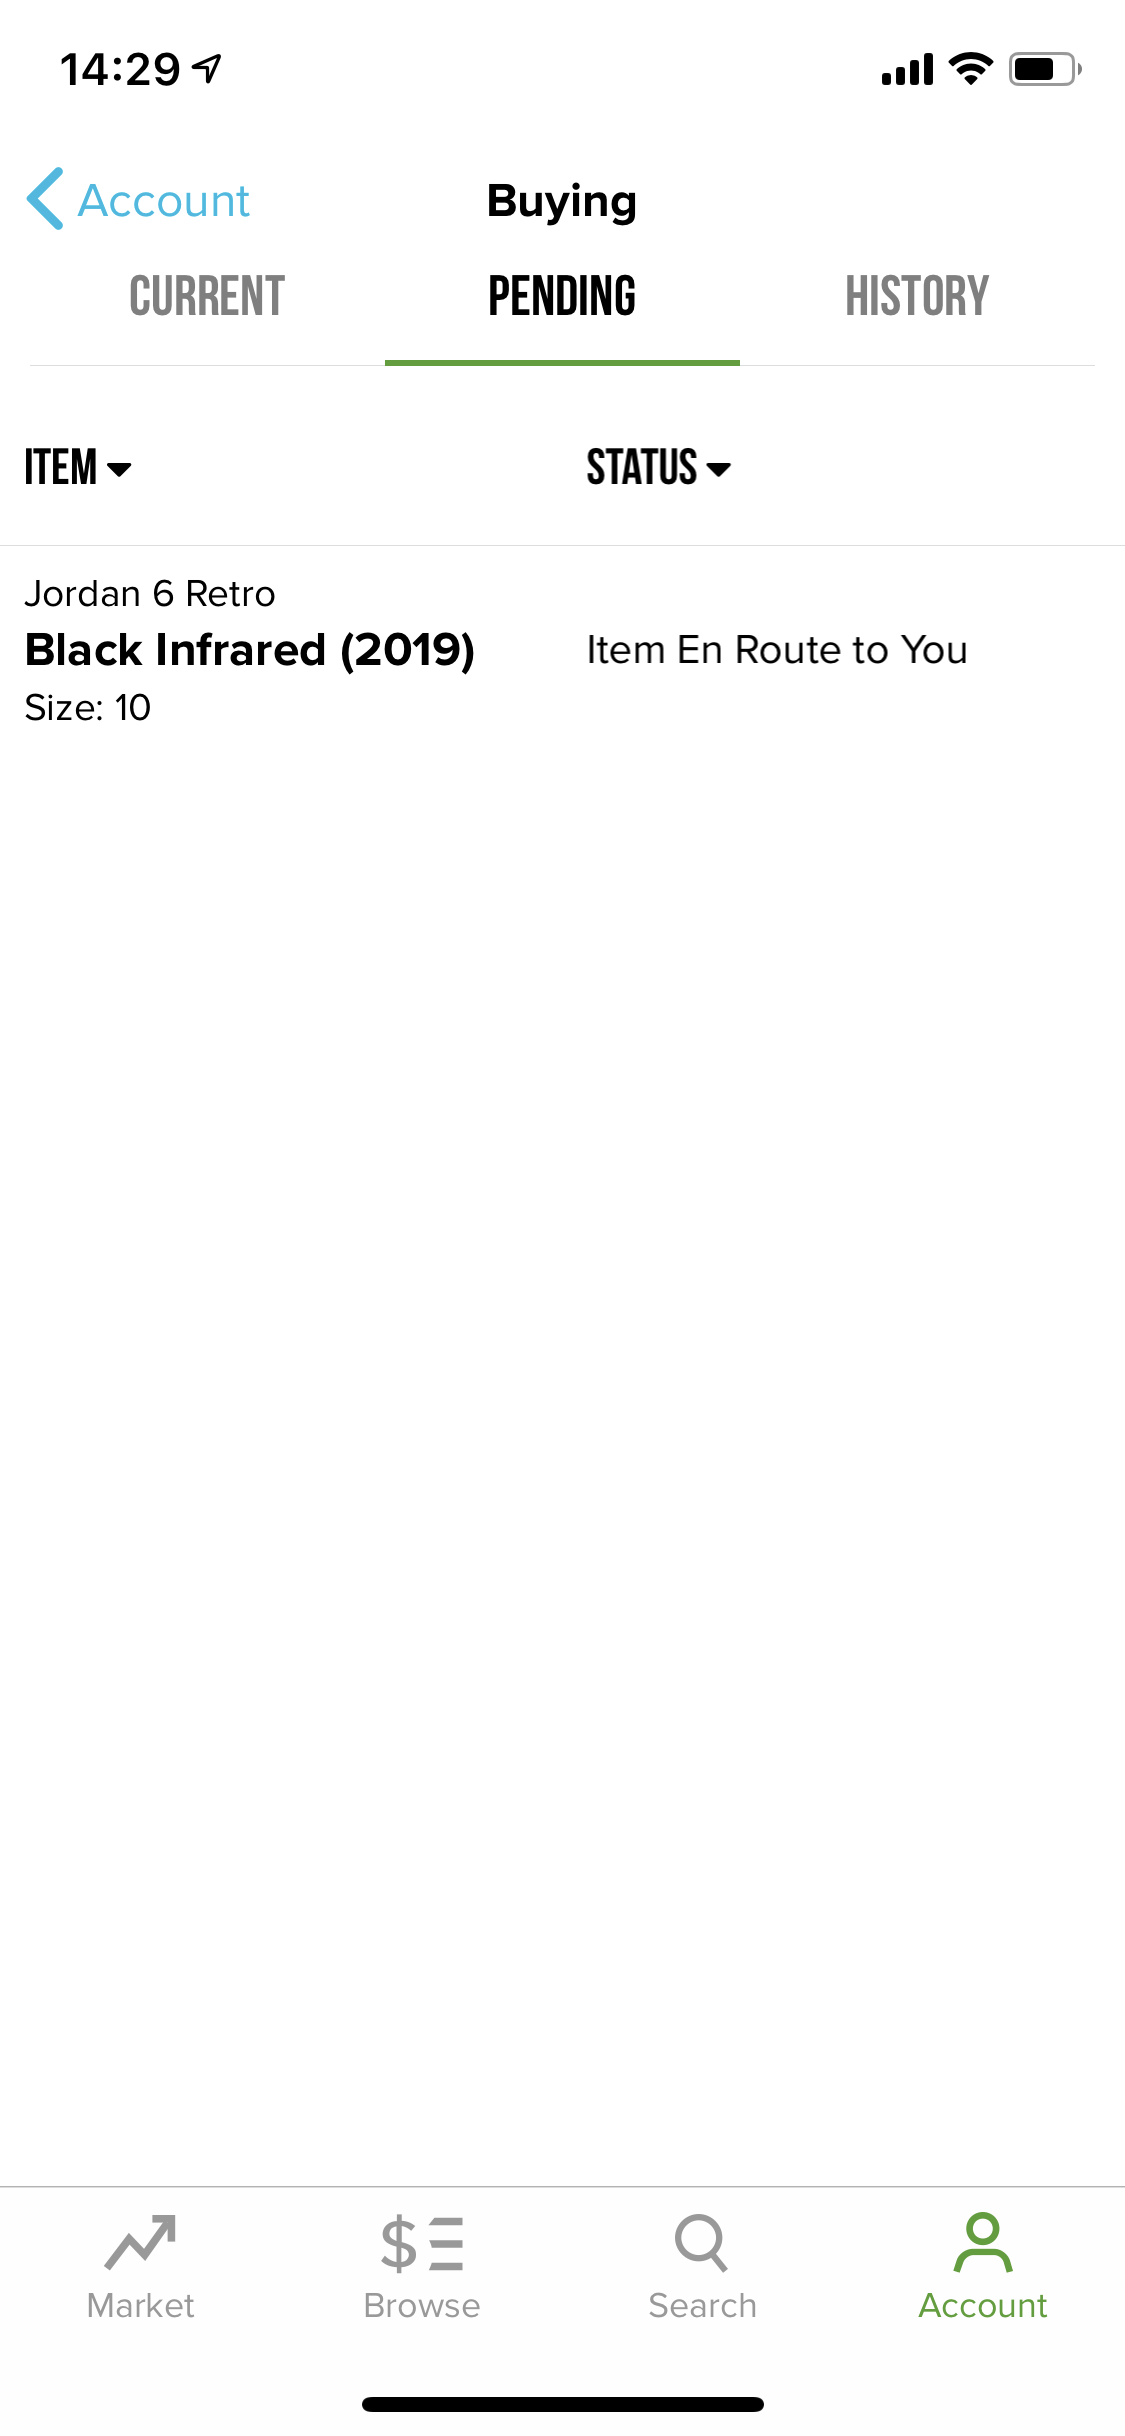 14:29
Account
Buying
CURRENT
PENDING
HISTORY
ITEM
STATUS
Jordan 6 Retro
Black Infrared (2019)
Size: 10
Item En Route to You
Market
Browse
Search
Account